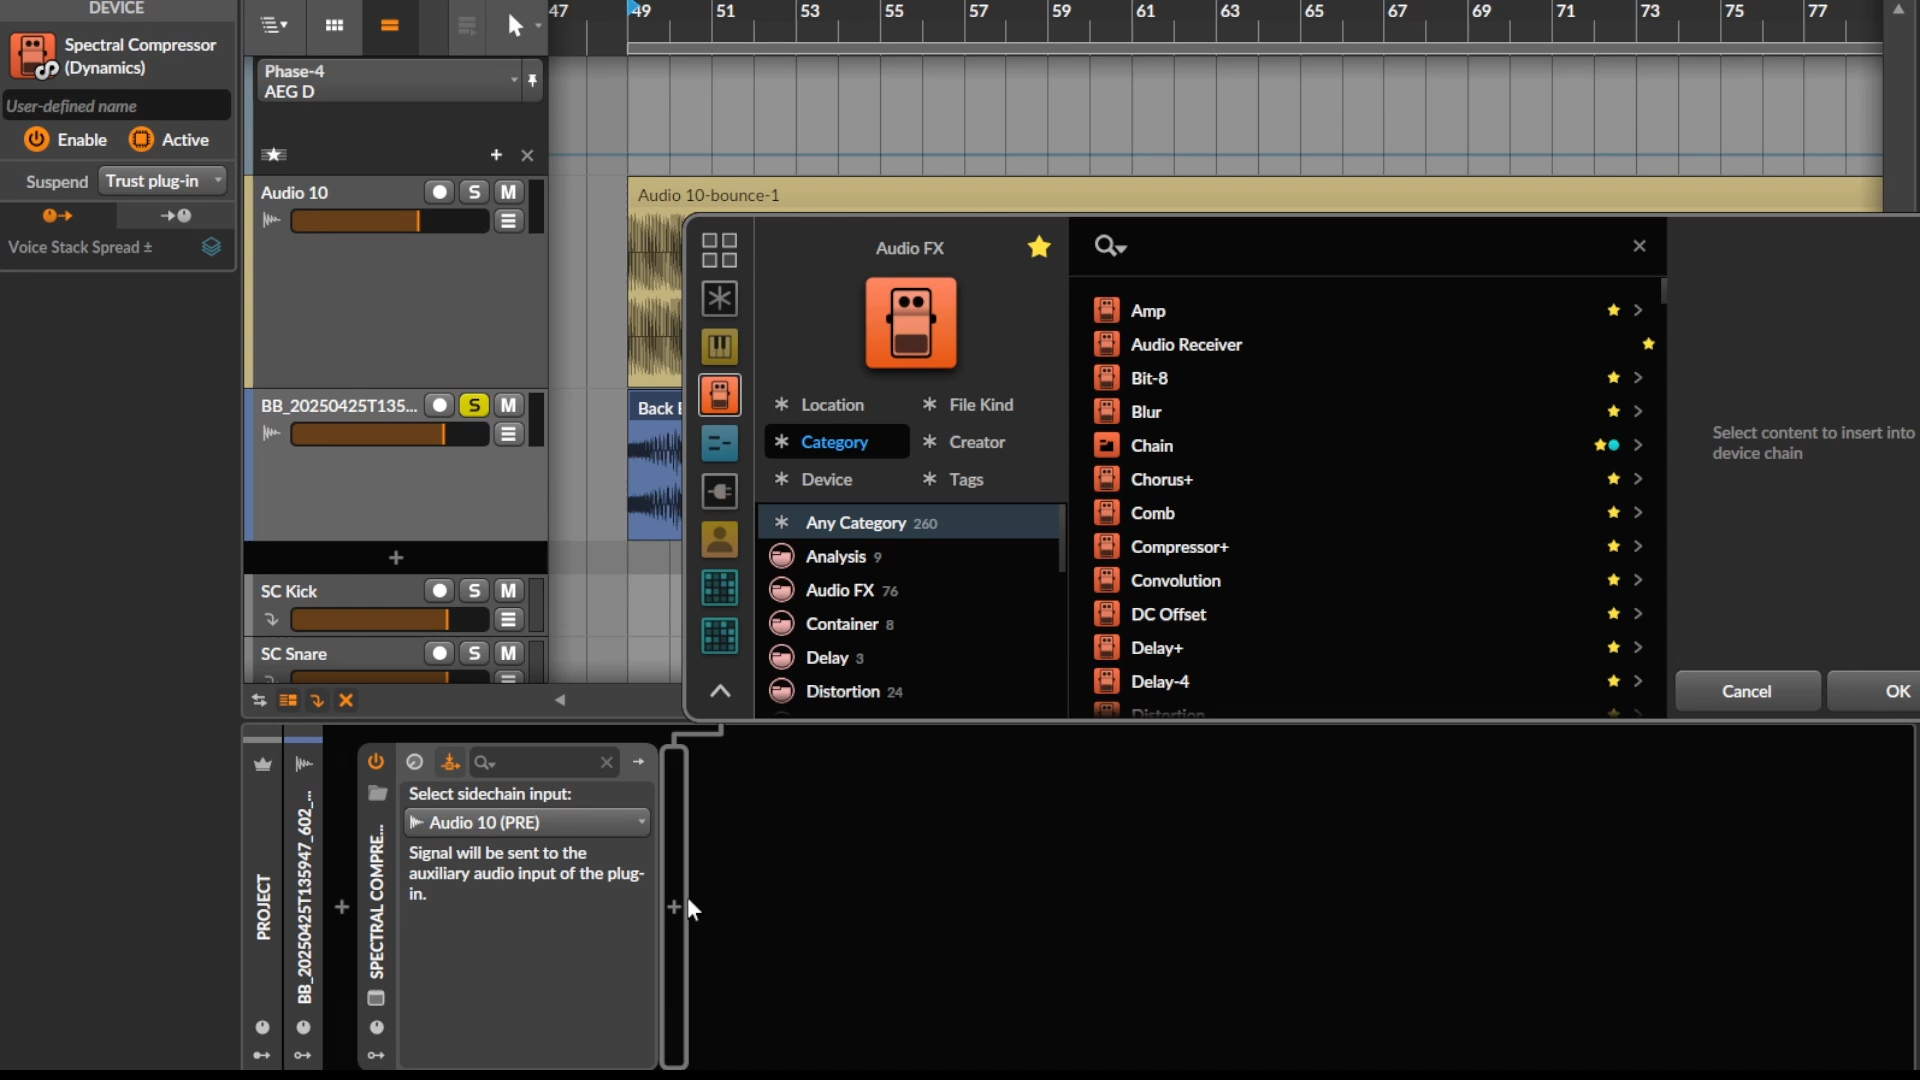 DEVICE
Spectral Compressor
(Dynamics)
User-defined name
Enable
Active
Suspend
Trust plug-in
Voice Stack Spread ±
47
49
51
53
55
57
59
61
63
65
67
69
71
73
75
77
Phase-4
AEG D
Audio 10
S
M
Audio 10-bounce-1
BB_20250425T135...
S
M
Back
SC Kick
S
M
SC Snare
S
M
Audio FX
Location
File Kind
Category
Creator
Device
Tags
Any Category 260
Analysis 9
Audio FX 76
Container 8
Delay 3
Distortion 24
Amp
Audio Receiver
Bit-8
Blur
Chain
Chorus+
Comb
Compressor+
Convolution
DC Offset
Delay+
Delay-4
Distortion
Select content to insert into
device chain
Cancel
OK
PROJECT
BB_20250425T135947_602_...
SPECTRAL COMPRE...
Select sidechain input:
Audio 10 (PRE)
Signal will be sent to the
auxiliary audio input of the plug-
in.